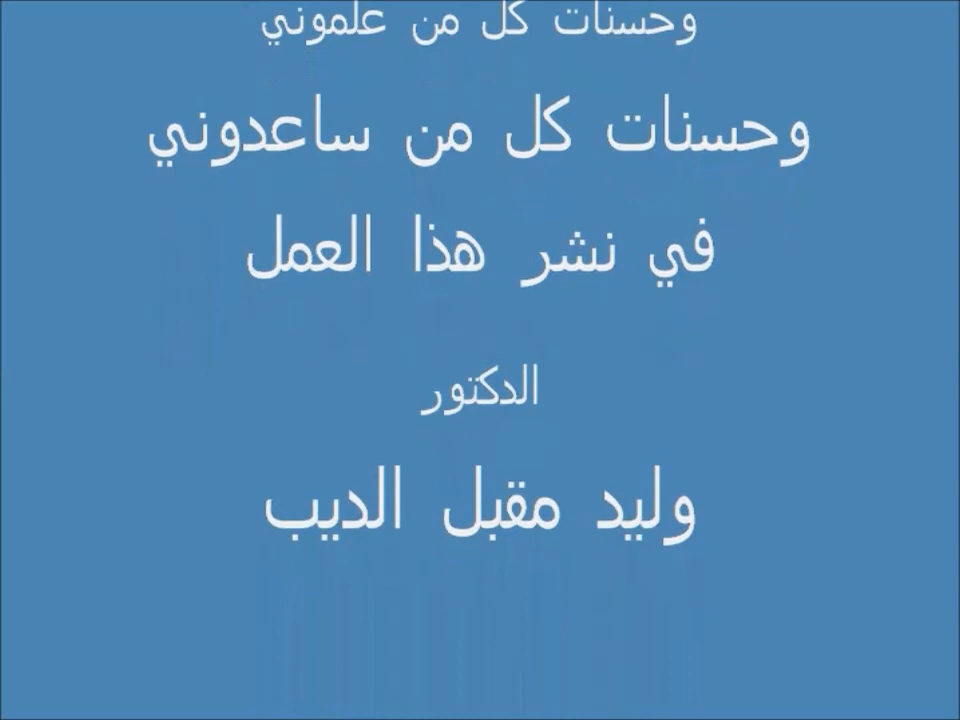 وحسنات كل من علموني
وحسنات كل من ساعدوني
في نشر هذا العمل
الدكتور
وليد مقبل الديب